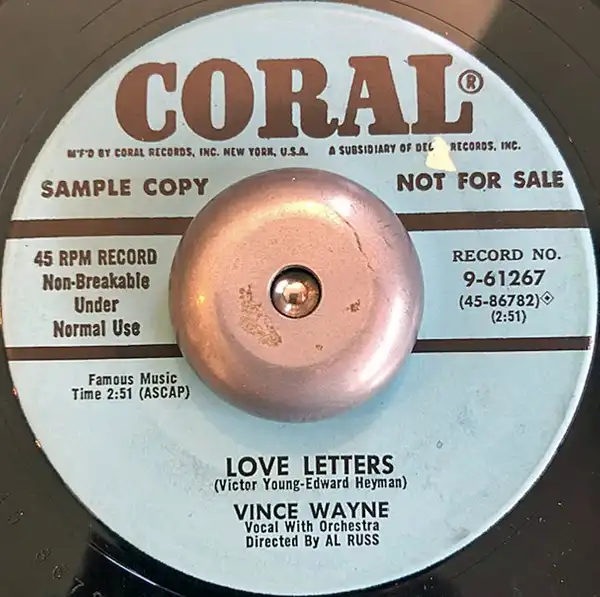 CORAL®
M'F'D BY CORAL RECORDS, INC. NEW YORK, U.S.A. A SUBSIDIARY OF RECORDS, INC.
SAMPLE COPY NOT FOR SALE
45 RPM RECORD
Non-Breakable
Under
Normal Use
RECORD NO.
9-61267
(45-86782)
(2:51)
Famous Music
Time 2:51 (ASCAP)
LOVE LETTERS
(Victor Young-Edward Heyman)
VINCE WAYNE
Vocal With Orchestra
Directed By AL RUSS